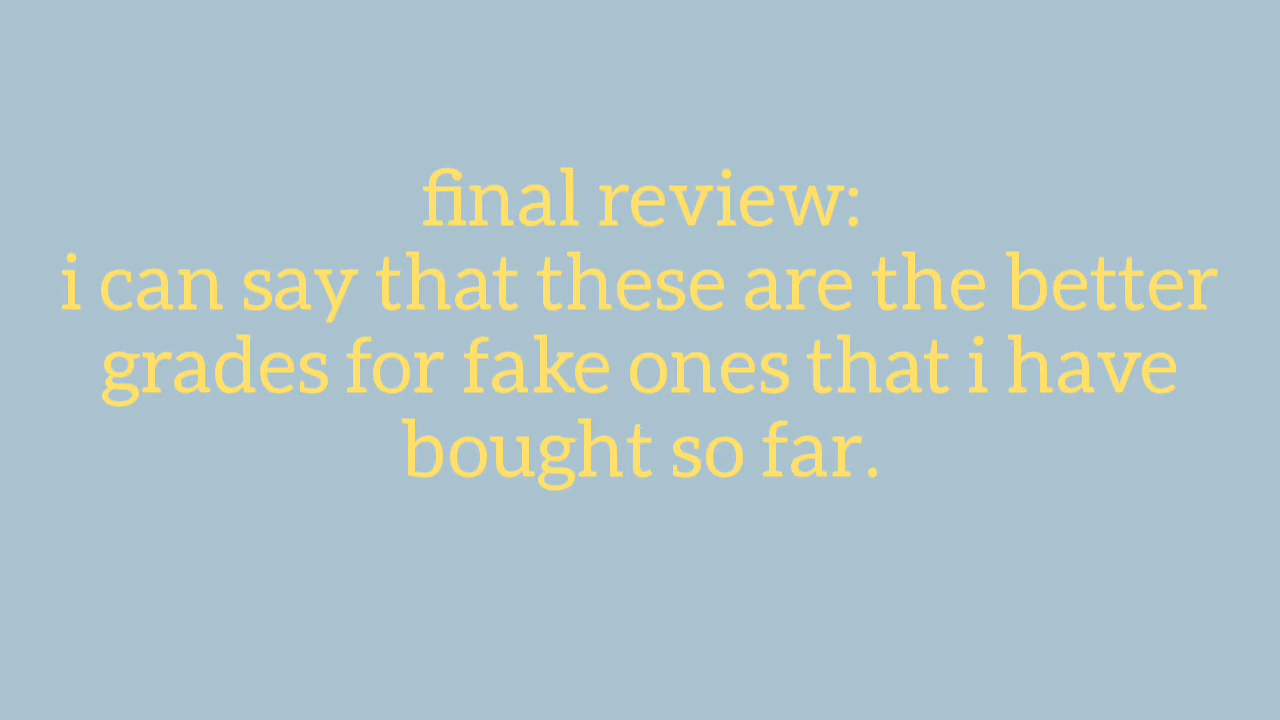 final review:
i can say that these are the better
grades for fake ones that i have
bought so far.